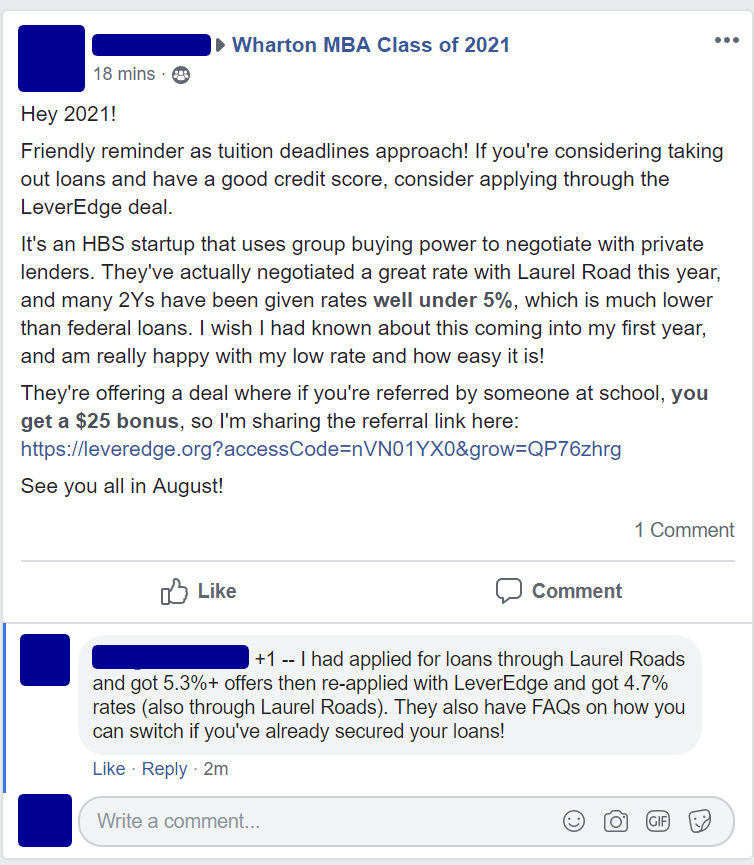 Wharton MBA Class of 2021
18 mins ·
Hey 2021!
Friendly reminder as tuition deadlines approach! If you're considering taking
out loans and have a good credit score, consider applying through the
LeverEdge deal.
It's an HBS startup that uses group buying power to negotiate with private
lenders. They've actually negotiated a great rate with Laurel Road this year,
and many 2Ys have been given rates well under 5%, which is much lower
than federal loans. I wish I had known about this coming into my first year,
and am really happy with my low rate and how easy it is!
They're offering a deal where if you're referred by someone at school, you
get a $25 bonus, so I'm sharing the referral link here:
https://leveredge.org?accessCode=nVN01YX0&grow=QP76zhrg
See you all in August!
1 Comment
Like Comment
+1 -- I had applied for loans through Laurel Roads
and got 5.3%+ offers then re-applied with LeverEdge and got 4.7%
rates (also through Laurel Roads). They also have FAQs on how you
can switch if you've already secured your loans!
Like · Reply · 2m
Write a comment...
GIF